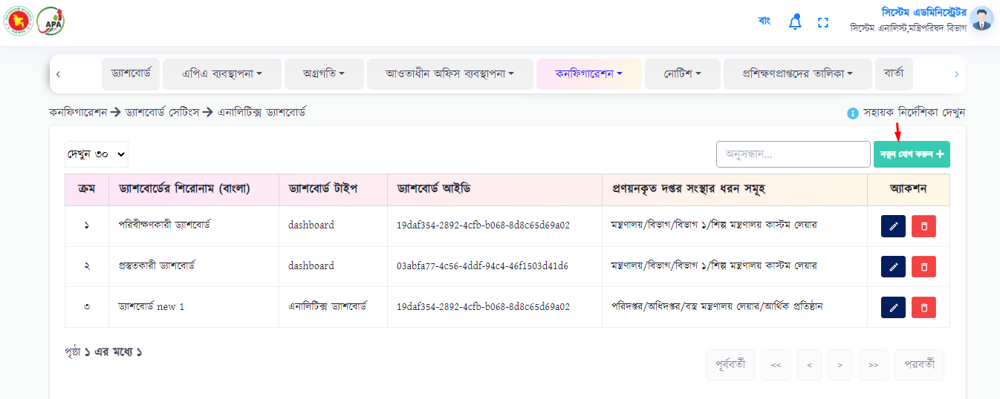 APA
বাং
সিস্টেম এডমিনিস্ট্রেটর
সিস্টেম এনালিস্ট,মন্ত্রিপরিষদ বিভাগ
ড্যাশবোর্ড এপিএ ব্যবস্থাপনা অগ্রগতি আওতাধীন অফিস ব্যবস্থাপনা কনফিগারেশন নোটিশ প্রশিক্ষণপ্রাপ্তদের তালিকা বার্তা
কনফিগারেশন → ড্যাশবোর্ড সেটিংস → এনালিটিক্স ড্যাশবোর্ড সহায়ক নির্দেশিকা দেখুন
দেখুন ৩০ অনুসন্ধান... নতুন যোগ করুন +
ক্রম ড্যাশবোর্ডের শিরোনাম (বাংলা) ড্যাশবোর্ড টাইপ ড্যাশবোর্ড আইডি প্রণয়নকৃত দপ্তর সংস্থার ধরন সমূহ অ্যাকশন
১ পরিবীক্ষণকারী ড্যাশবোর্ড dashboard 19daf354-2892-4cfb-b068-8d8c65d69a02 মন্ত্রণালয়/বিভাগ/বিভাগ ১/শিল্প মন্ত্রণালয় কাস্টম লেয়ার
২ প্রস্তুতকারী ড্যাশবোর্ড dashboard 03abfa77-4c56-4ddf-94c4-46f1503d41d6 মন্ত্রণালয়/বিভাগ/বিভাগ ১/শিল্প মন্ত্রণালয় কাস্টম লেয়ার
৩ ড্যাশবোর্ড new 1 এনালিটিক্স ড্যাশবোর্ড 19daf354-2892-4cfb-b068-8d8c65d69a02 পরিদপ্তর/অধিদপ্তর/বস্ত্র মন্ত্রণালয় লেয়ার/আর্থিক প্রতিষ্ঠান
পৃষ্ঠা ১ এর মধ্যে ১
পূর্ববর্তী << < > >> পরবর্তী